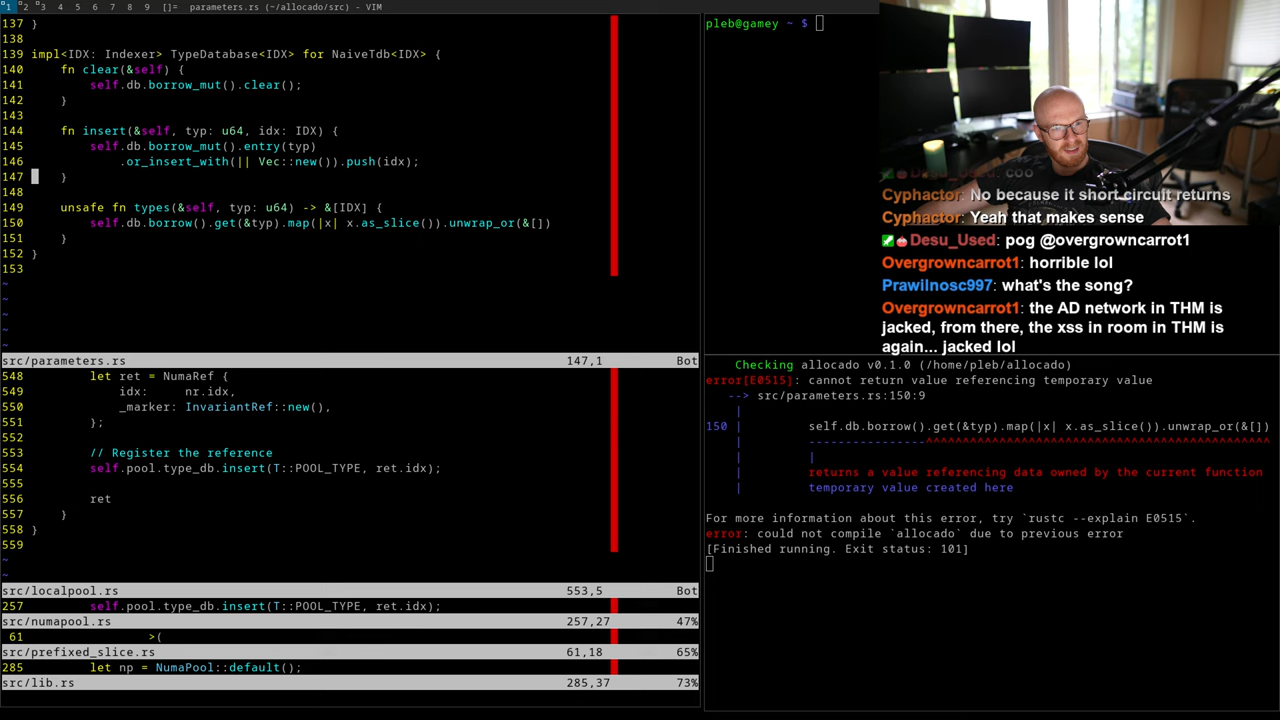 1 2 3 4 5 6 7 8 9 []= parameters.rs (~/allocado/src) - VIM
137 }
138
139 impl<IDX: Indexer> TypeDatabase<IDX> for NaiveTdb<IDX> {
140     fn clear(&self) {
141         self.db.borrow_mut().clear();
142     }
143
144     fn insert(&self, typ: u64, idx: IDX) {
145         self.db.borrow_mut().entry(typ)
146             .or_insert_with(|| Vec::new()).push(idx);
147     }
148
149     unsafe fn types(&self, typ: u64) -> &[IDX] {
150         self.db.borrow().get(&typ).map(|x| x.as_slice()).unwrap_or(&[])
151     }
152 }
153
~
~
~
~
~
src/parameters.rs 147,1 Bot
548         let ret = NumaRef {
549             idx:     nr.idx,
550             _marker: InvariantRef::new(),
551         };
552
553         // Register the reference
554         self.pool.type_db.insert(T::POOL_TYPE, ret.idx);
555
556         ret
557     }
558 }
559
~
~
src/localpool.rs 553,5 Bot
257         self.pool.type_db.insert(T::POOL_TYPE, ret.idx);
src/numapool.rs 257,27 47%
61                 >(
src/prefixed_slice.rs 61,18 65%
285         let np = NumaPool::default();
src/lib.rs 285,37 73%
pleb@gamey ~ $
Desu_Used: coo
Cyphactor: No because it short circuit returns
Cyphactor: Yeah that makes sense
Desu_Used: pog @overgrowncarrot1
Overgrowncarrot1: horrible lol
Prawilnosc997: what's the song?
Overgrowncarrot1: the AD network in THM is
jacked, from there, the xss in room in THM is
again... jacked lol
Checking allocado v0.1.0 (/home/pleb/allocado)
error[E0515]: cannot return value referencing temporary value
--> src/parameters.rs:150:9
|
150 |         self.db.borrow().get(&typ).map(|x| x.as_slice()).unwrap_or(&[])
|         ----------------^^^^^^^^^^^^^^^^^^^^^^^^^^^^^^^^^^^^^^^^^^^^^^^
|         |
|         returns a value referencing data owned by the current function
|         temporary value created here
For more information about this error, try `rustc --explain E0515`.
error: could not compile `allocado` due to previous error
[Finished running. Exit status: 101]